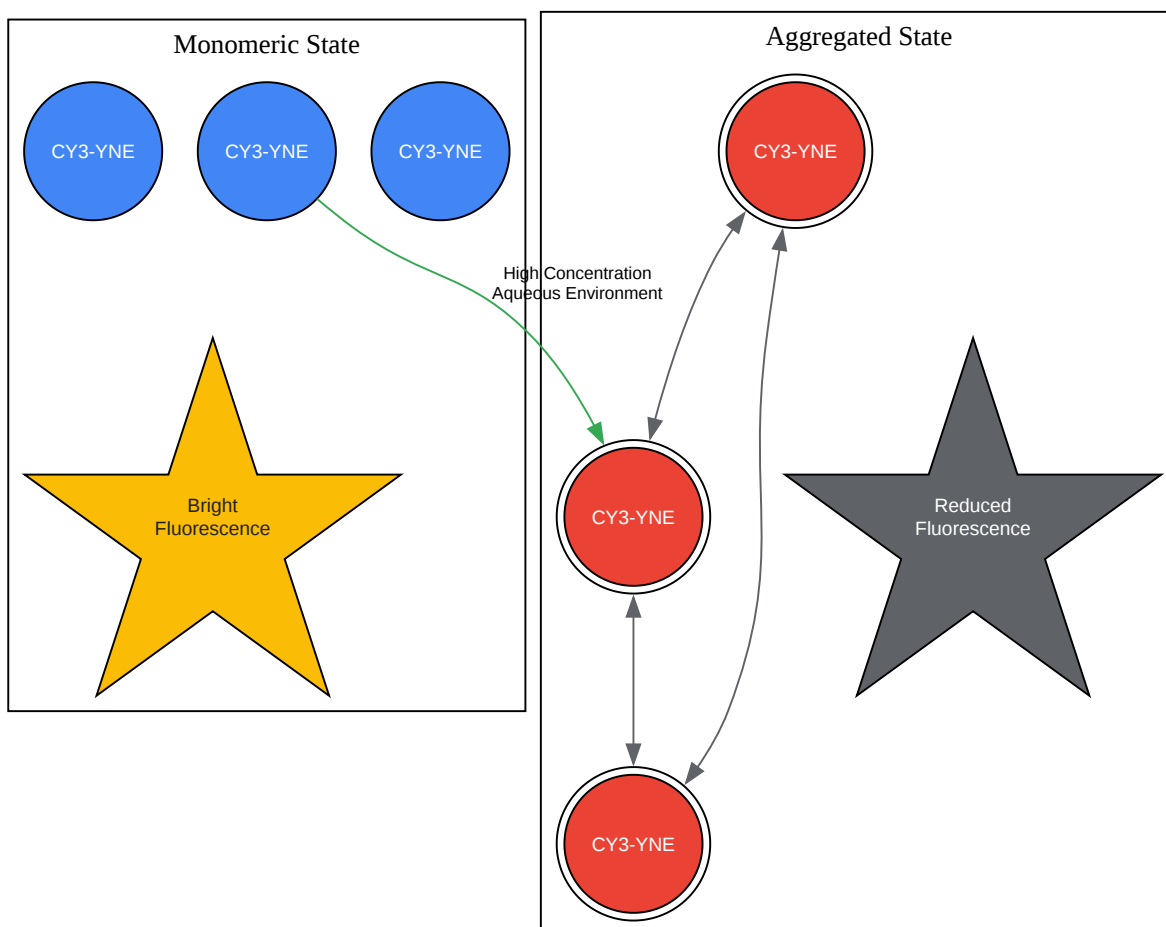 Monomeric State
CY3-YNE
CY3-YNE
CY3-YNE
Bright
Fluorescence
High Concentration
Aqueous Environment
Aggregated State
CY3-YNE
CY3-YNE
CY3-YNE
Reduced
Fluorescence